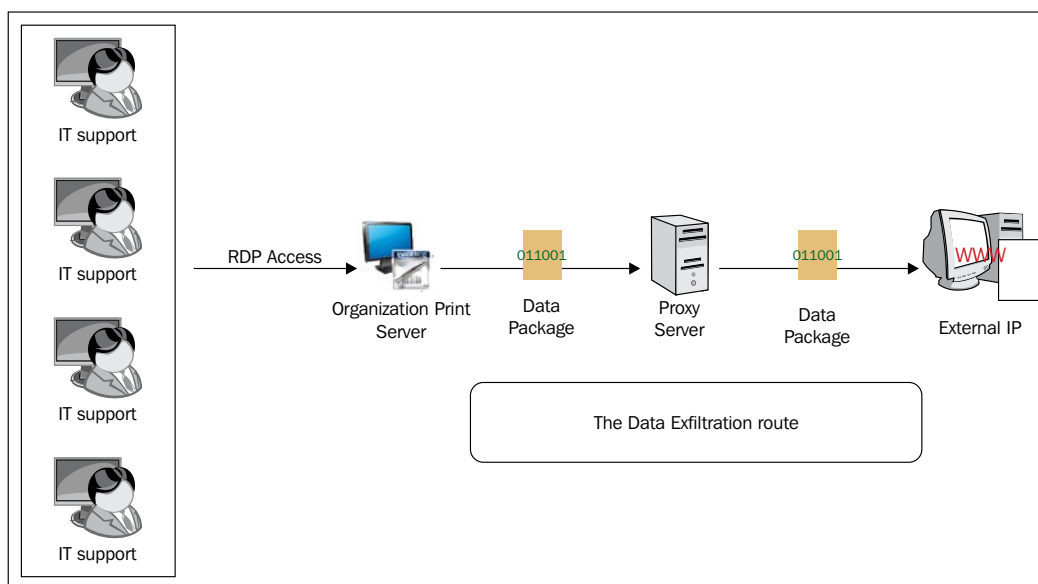 IT support
IT support
IT support
IT support
RDP Access
Organization Print
Server
011001
Data
Package
Proxy
Server
011001
Data
Package
WWW
External IP
The Data Exfiltration route